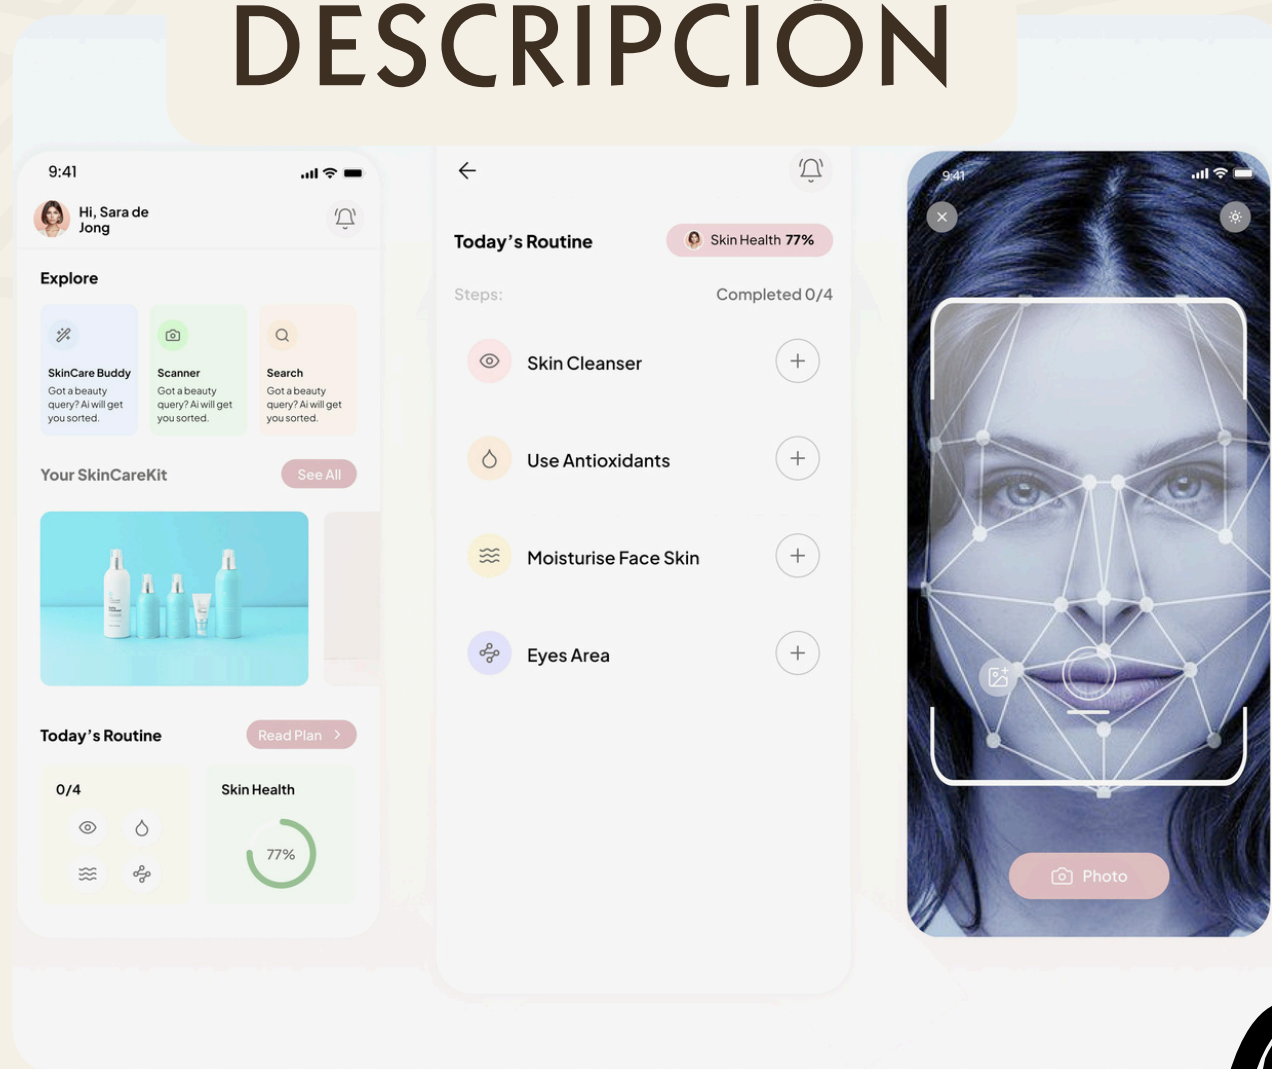 DESCRIPCIÓN
9:41
Hi, Sara de
Jong
Explore
SkinCare Buddy
Got a beauty
query? Ai will get
you sorted.
Scanner
Got a beauty
query? Ai will get
you sorted.
Search
Got a beauty
query? Ai will get
you sorted.
Your SkinCareKit
See All
Today's Routine
Read Plan
0/4
Skin Health
77%
Today's Routine
Skin Health 77%
Steps:
Completed 0/4
Skin Cleanser
Use Antioxidants
Moisturise Face Skin
Eyes Area
9:41
Photo